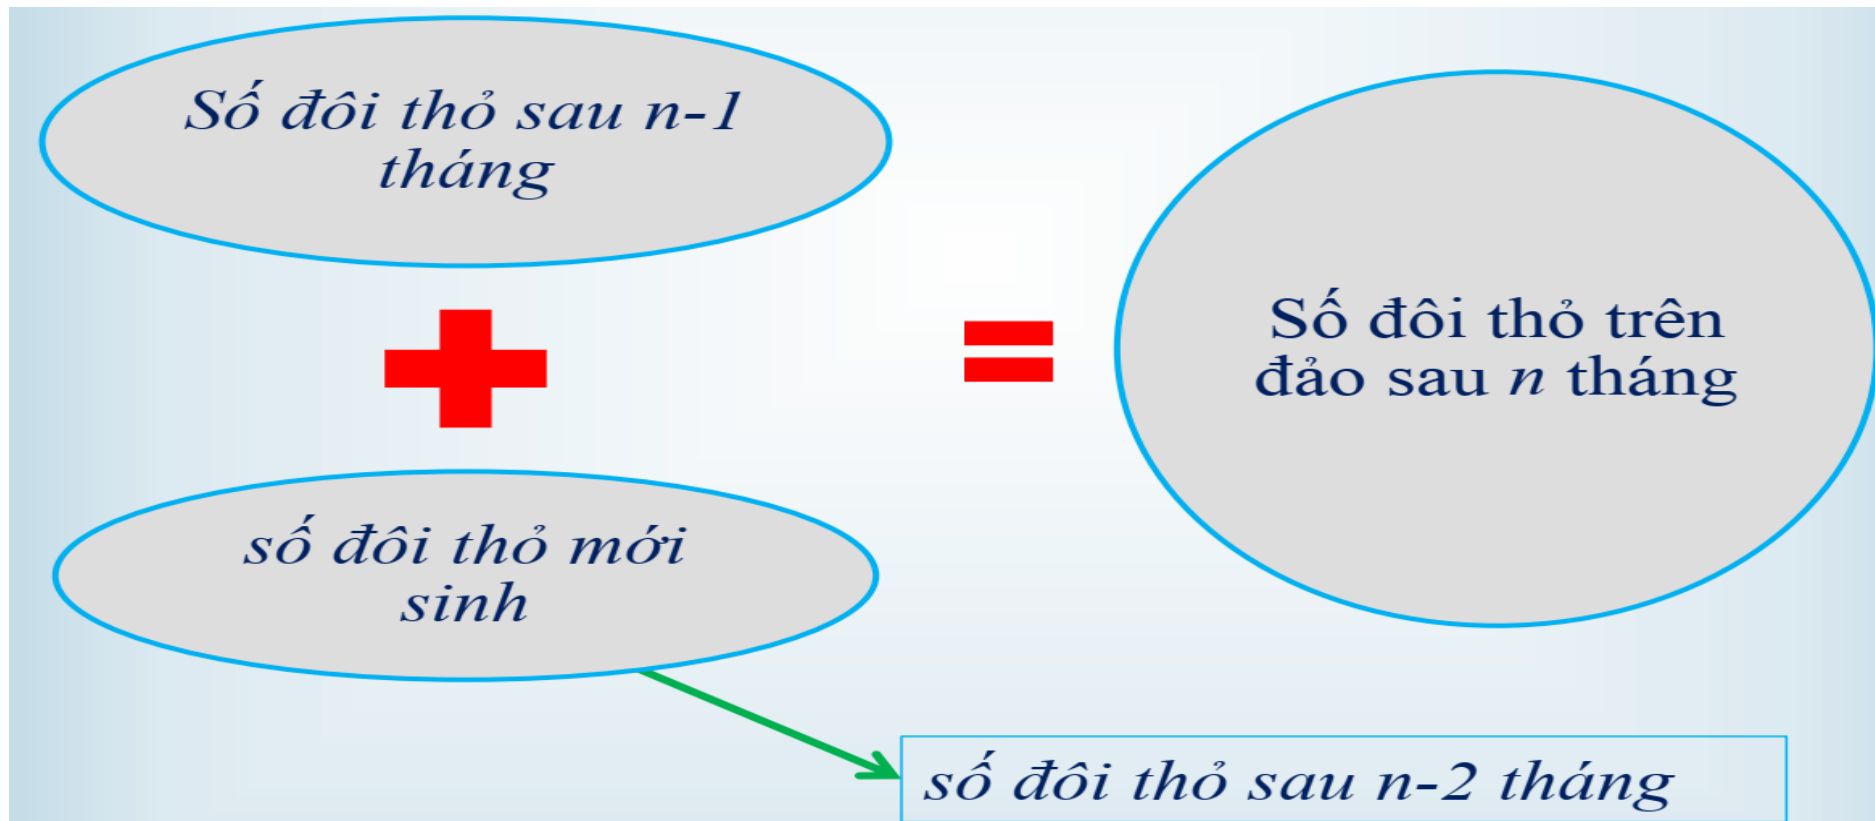 Số đôi thỏ sau n-1
tháng
số đôi thỏ mới
sinh
Số đôi thỏ trên
đảo sau n tháng
số đôi thỏ sau n-2 tháng